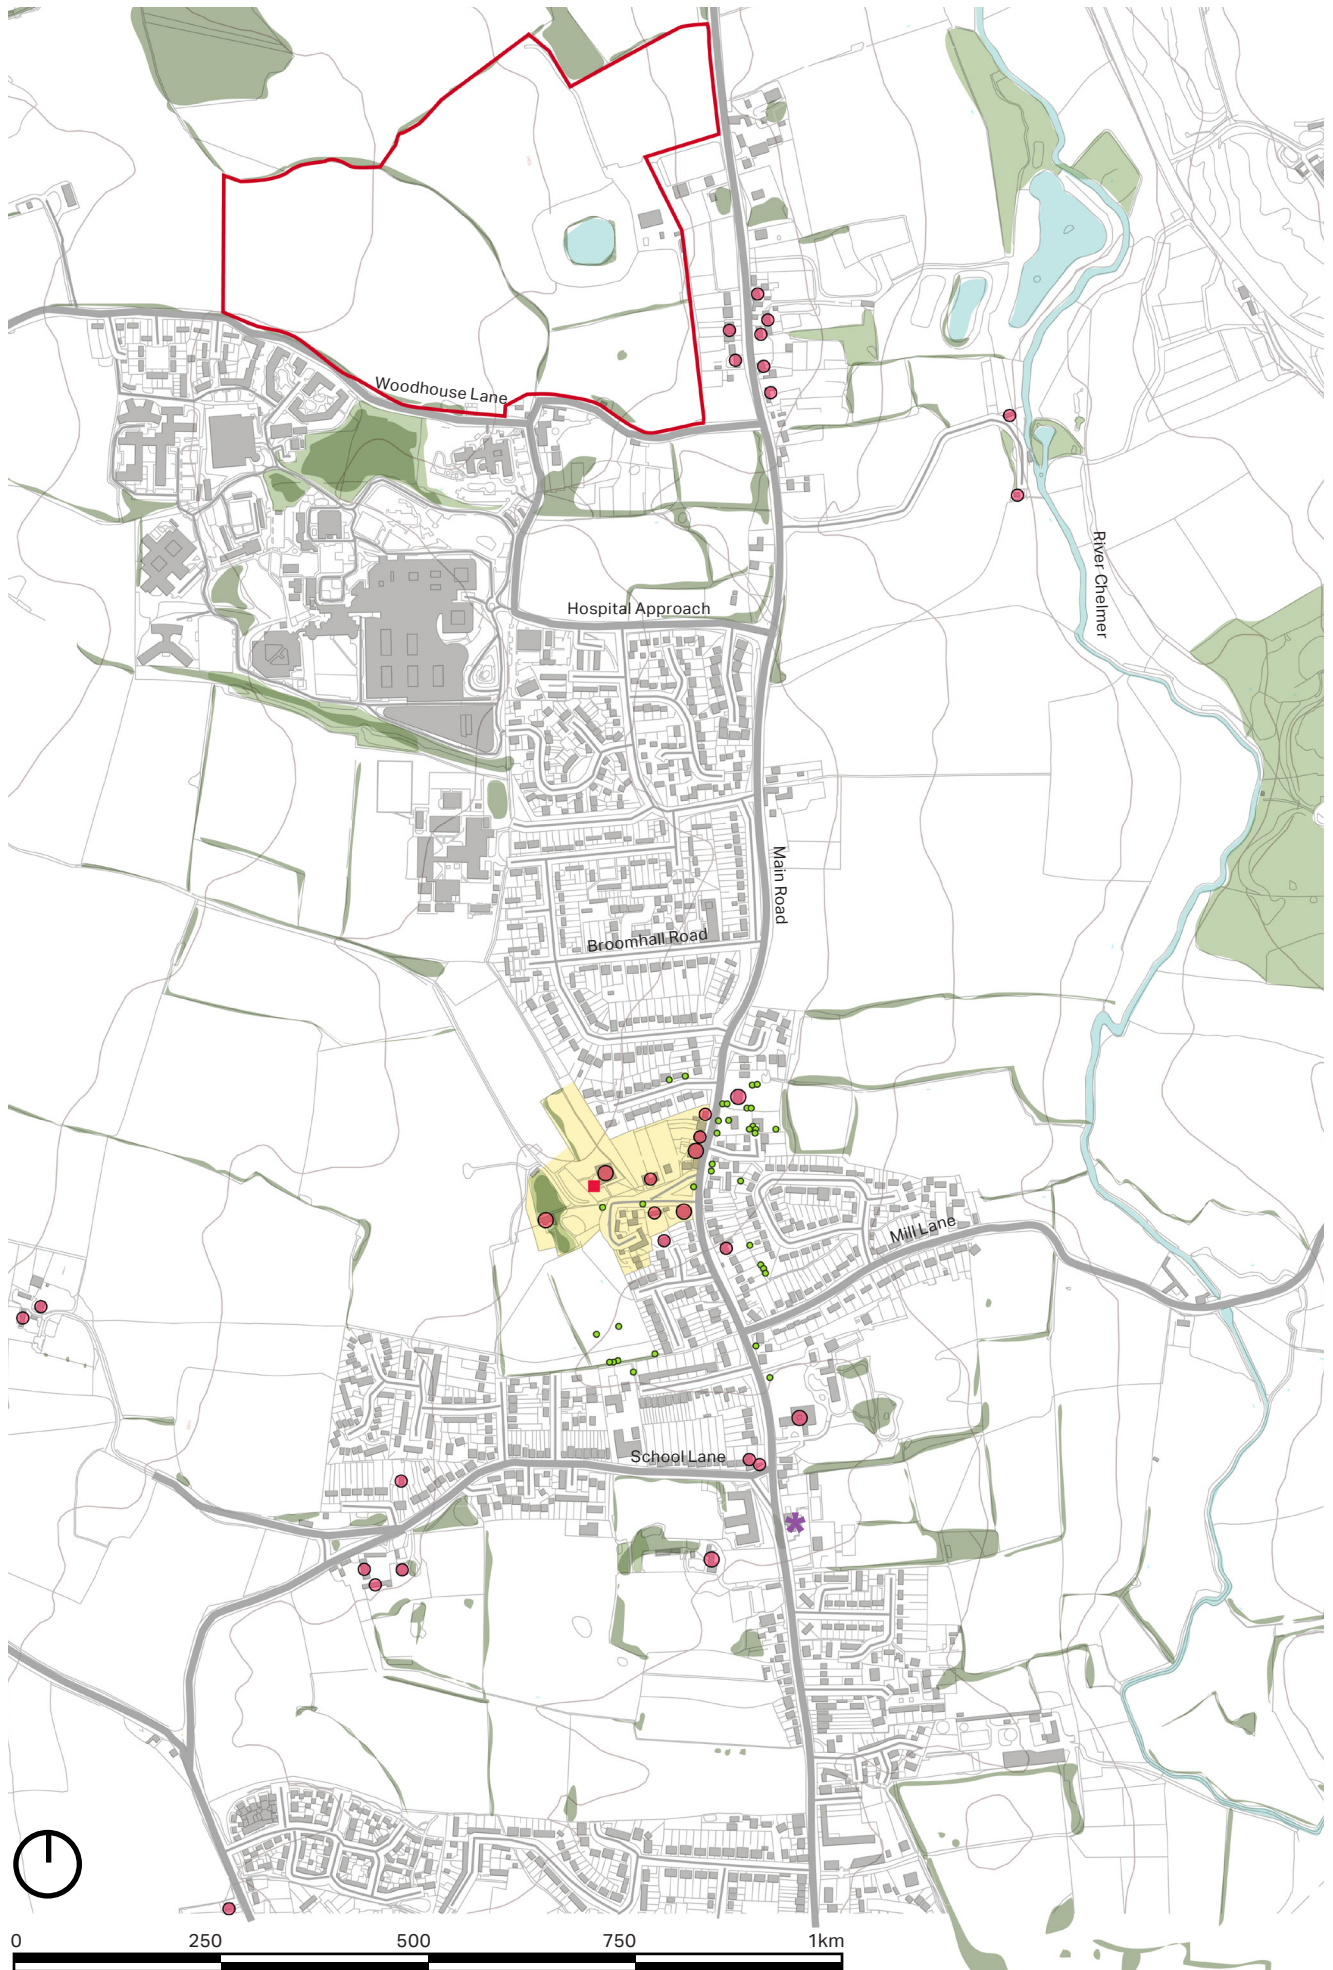 Woodhouse Lane
Hospital Approach
River Chelmer
Main Road
Broomhall Road
Mill Lane
School Lane
0 250 500 750 1km